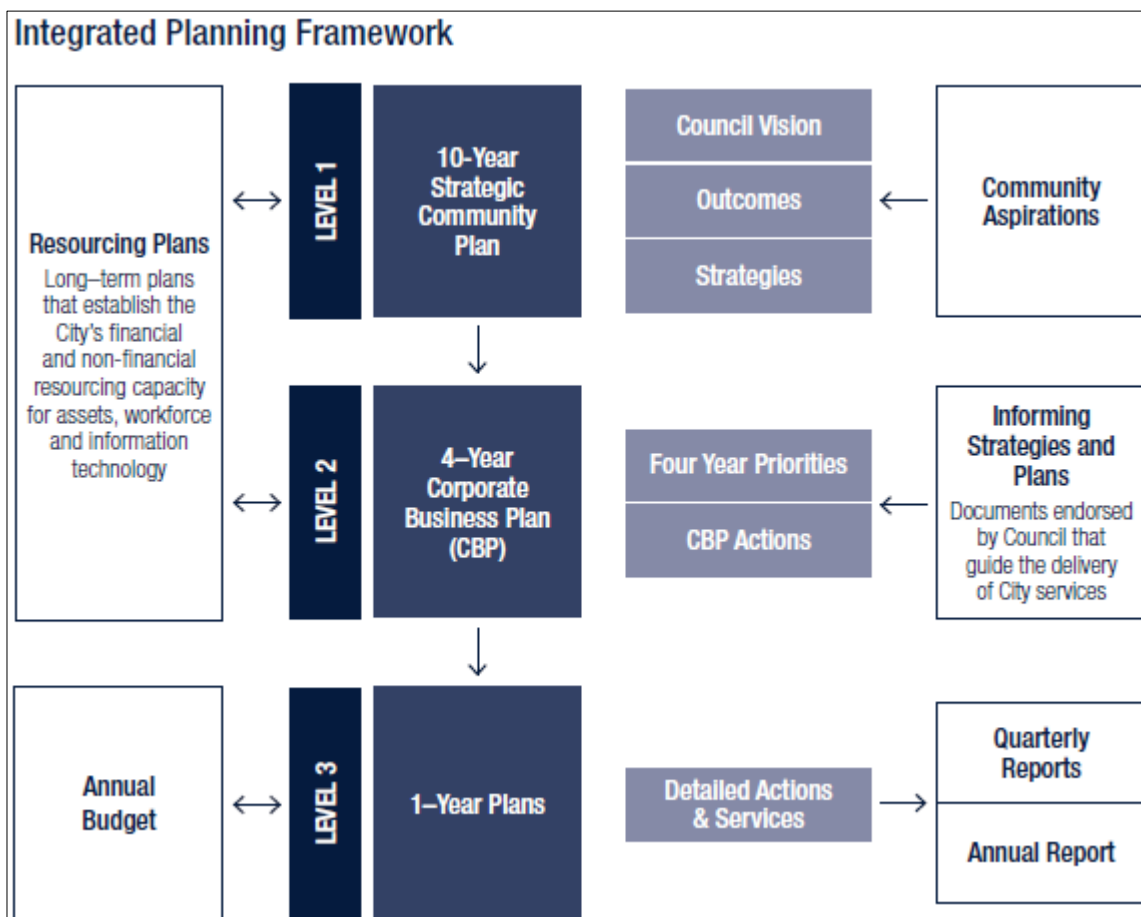 Integrated Planning Framework
Resourcing Plans
Long–term plans
that establish the
City's financial
and non-financial
resourcing capacity
for assets, workforce
and information
technology
LEVEL 1
10-Year
Strategic
Community
Plan
Council Vision
Outcomes
Strategies
Community
Aspirations
LEVEL 2
4–Year
Corporate
Business Plan
(CBP)
Four Year Priorities
CBP Actions
Informing
Strategies and
Plans
Documents endorsed
by Council that
guide the delivery
of City services
Annual
Budget
LEVEL 3
1–Year Plans
Detailed Actions
& Services
Quarterly
Reports
Annual Report